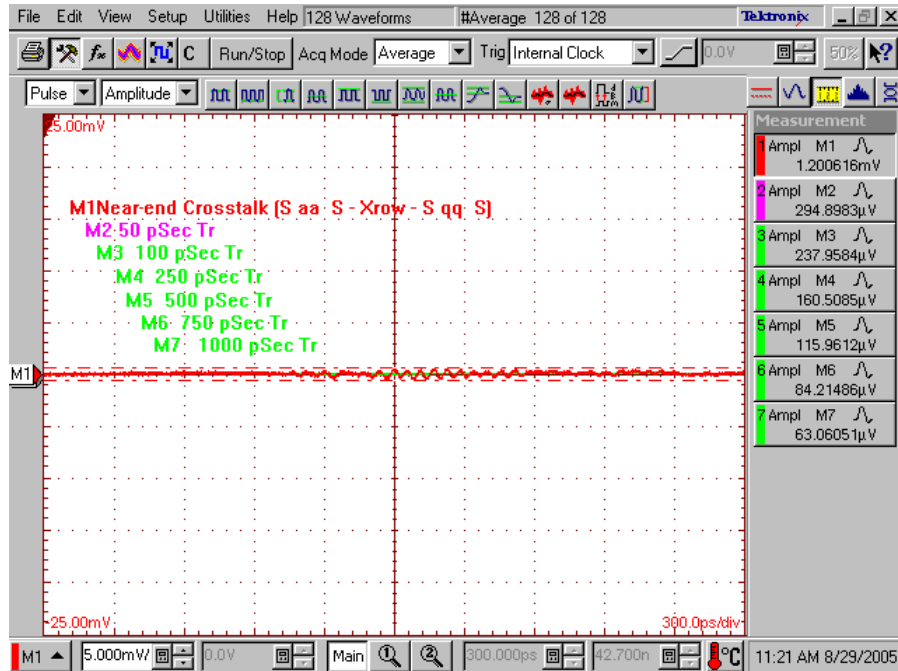 File Edit View Setup Utilities Help 128 Waveforms #Average 128 of 128 Tektronix
C Run/Stop Acq Mode Average Trig Internal Clock 0.0V 50%
Pulse Amplitude
25.00mV
M1Near-end Crosstalk (S aa S - Xrow - S qq S)
M2 50 pSec Tr
M3 100 pSec Tr
M4 250 pSec Tr
M5 500 pSec Tr
M6 750 pSec Tr
M7 1000 pSec Tr
M1
-25.00mV
300.0ps/div
Measurement
1 Ampl M1
1.200616mV
2 Ampl M2
294.8983µV
3 Ampl M3
237.9584µV
4 Ampl M4
160.5085µV
5 Ampl M5
115.9612µV
6 Ampl M6
84.21486µV
7 Ampl M7
63.06051µV
M1 5.000mV/ 0.0V Main 1 2 300.000ps 42.700n °C 11:21 AM 8/29/2005